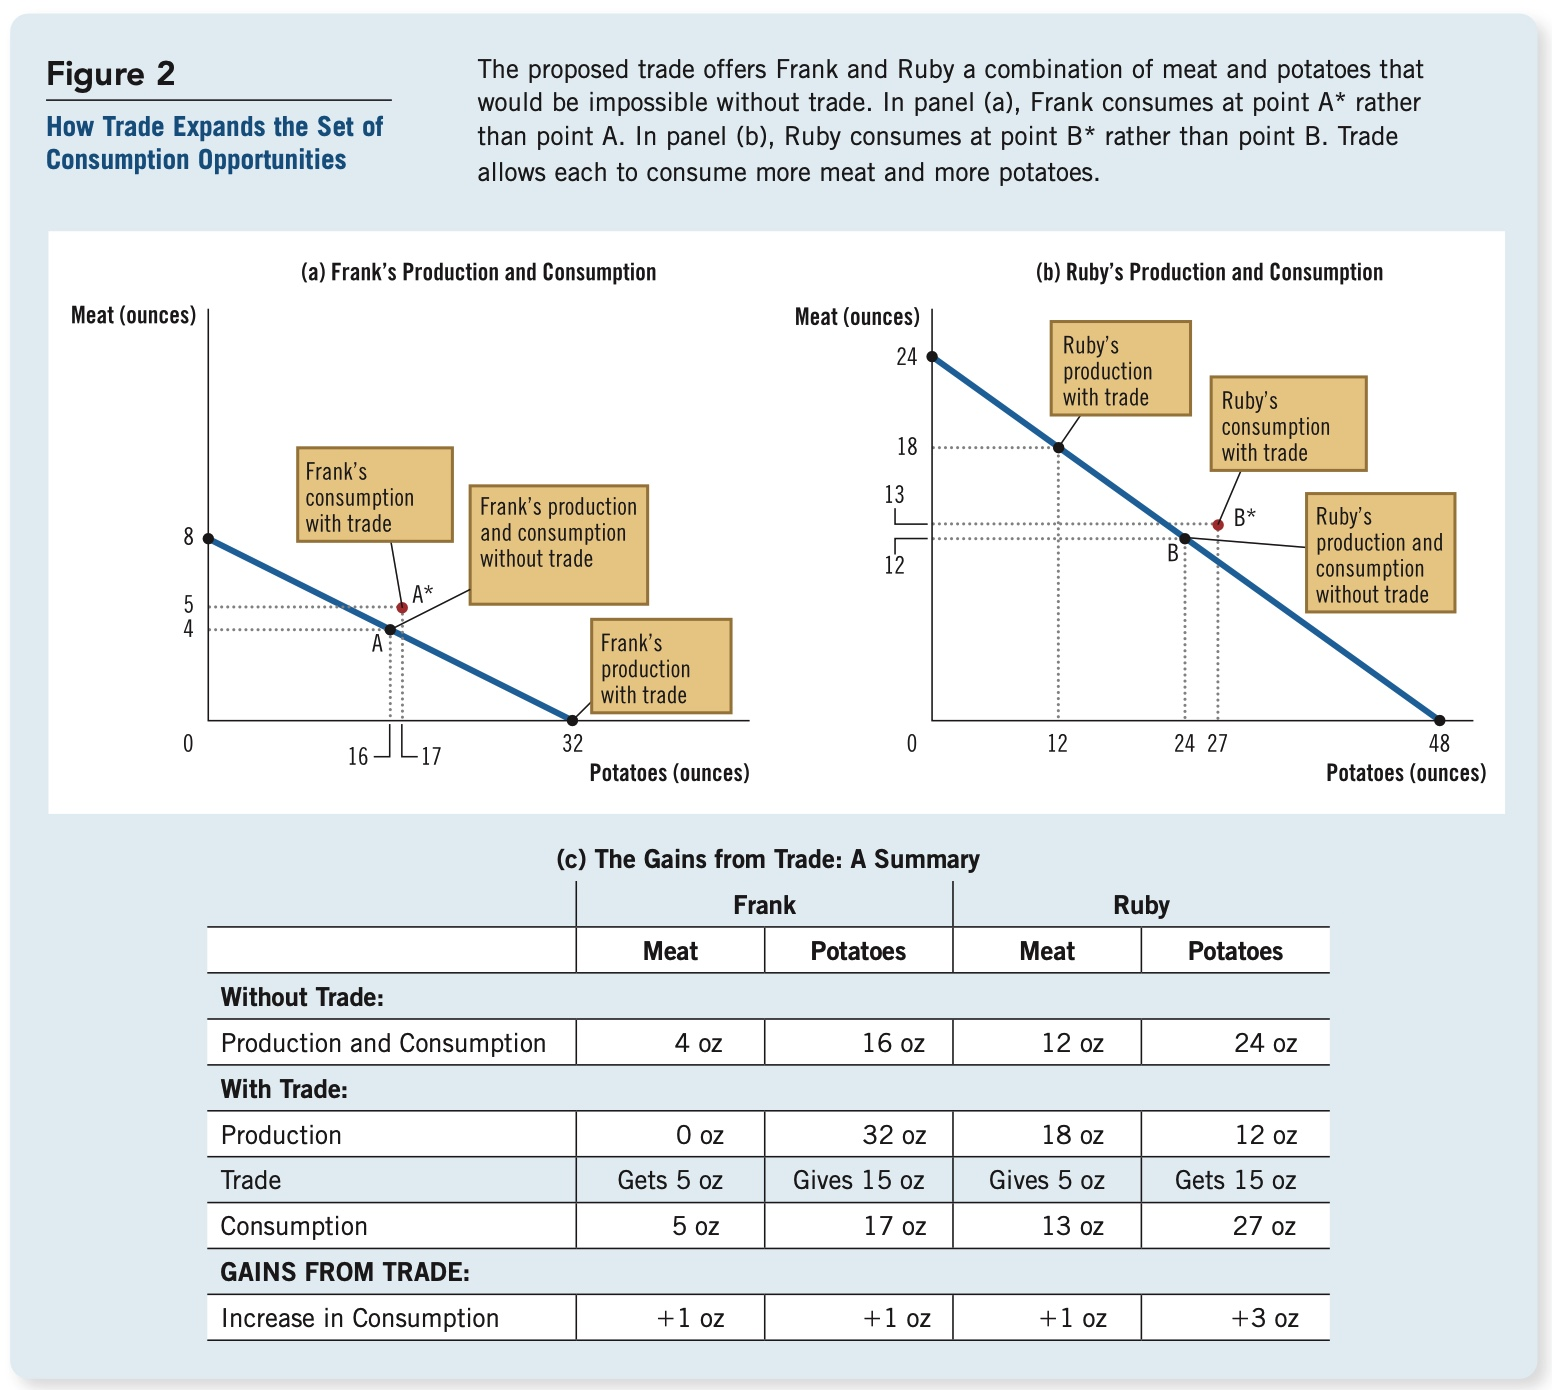 Figure 2
How Trade Expands the Set of
Consumption Opportunities
The proposed trade offers Frank and Ruby a combination of meat and potatoes that
would be impossible without trade. In panel (a), Frank consumes at point A* rather
than point A. In panel (b), Ruby consumes at point B* rather than point B. Trade
allows each to consume more meat and more potatoes.
(a) Frank's Production and Consumption
Meat (ounces)
8
5
4
0
Frank's
consumption
with trade
Frank's production
and consumption
without trade
A*
A
Frank's
production
with trade
16
17
32
Potatoes (ounces)
(b) Ruby's Production and Consumption
Meat (ounces)
24
18
13
12
0
Ruby's
production
with trade
Ruby's
consumption
with trade
B*
B
Ruby's
production and
consumption
without trade
12
24
27
48
Potatoes (ounces)
(c) The Gains from Trade: A Summary
Frank Ruby
Meat Potatoes Meat Potatoes
Without Trade:
Production and Consumption 4 oz 16 oz 12 oz 24 oz
With Trade:
Production 0 oz 32 oz 18 oz 12 oz
Trade Gets 5 oz Gives 15 oz Gives 5 oz Gets 15 oz
Consumption 5 oz 17 oz 13 oz 27 oz
GAINS FROM TRADE:
Increase in Consumption +1 oz +1 oz +1 oz +3 oz